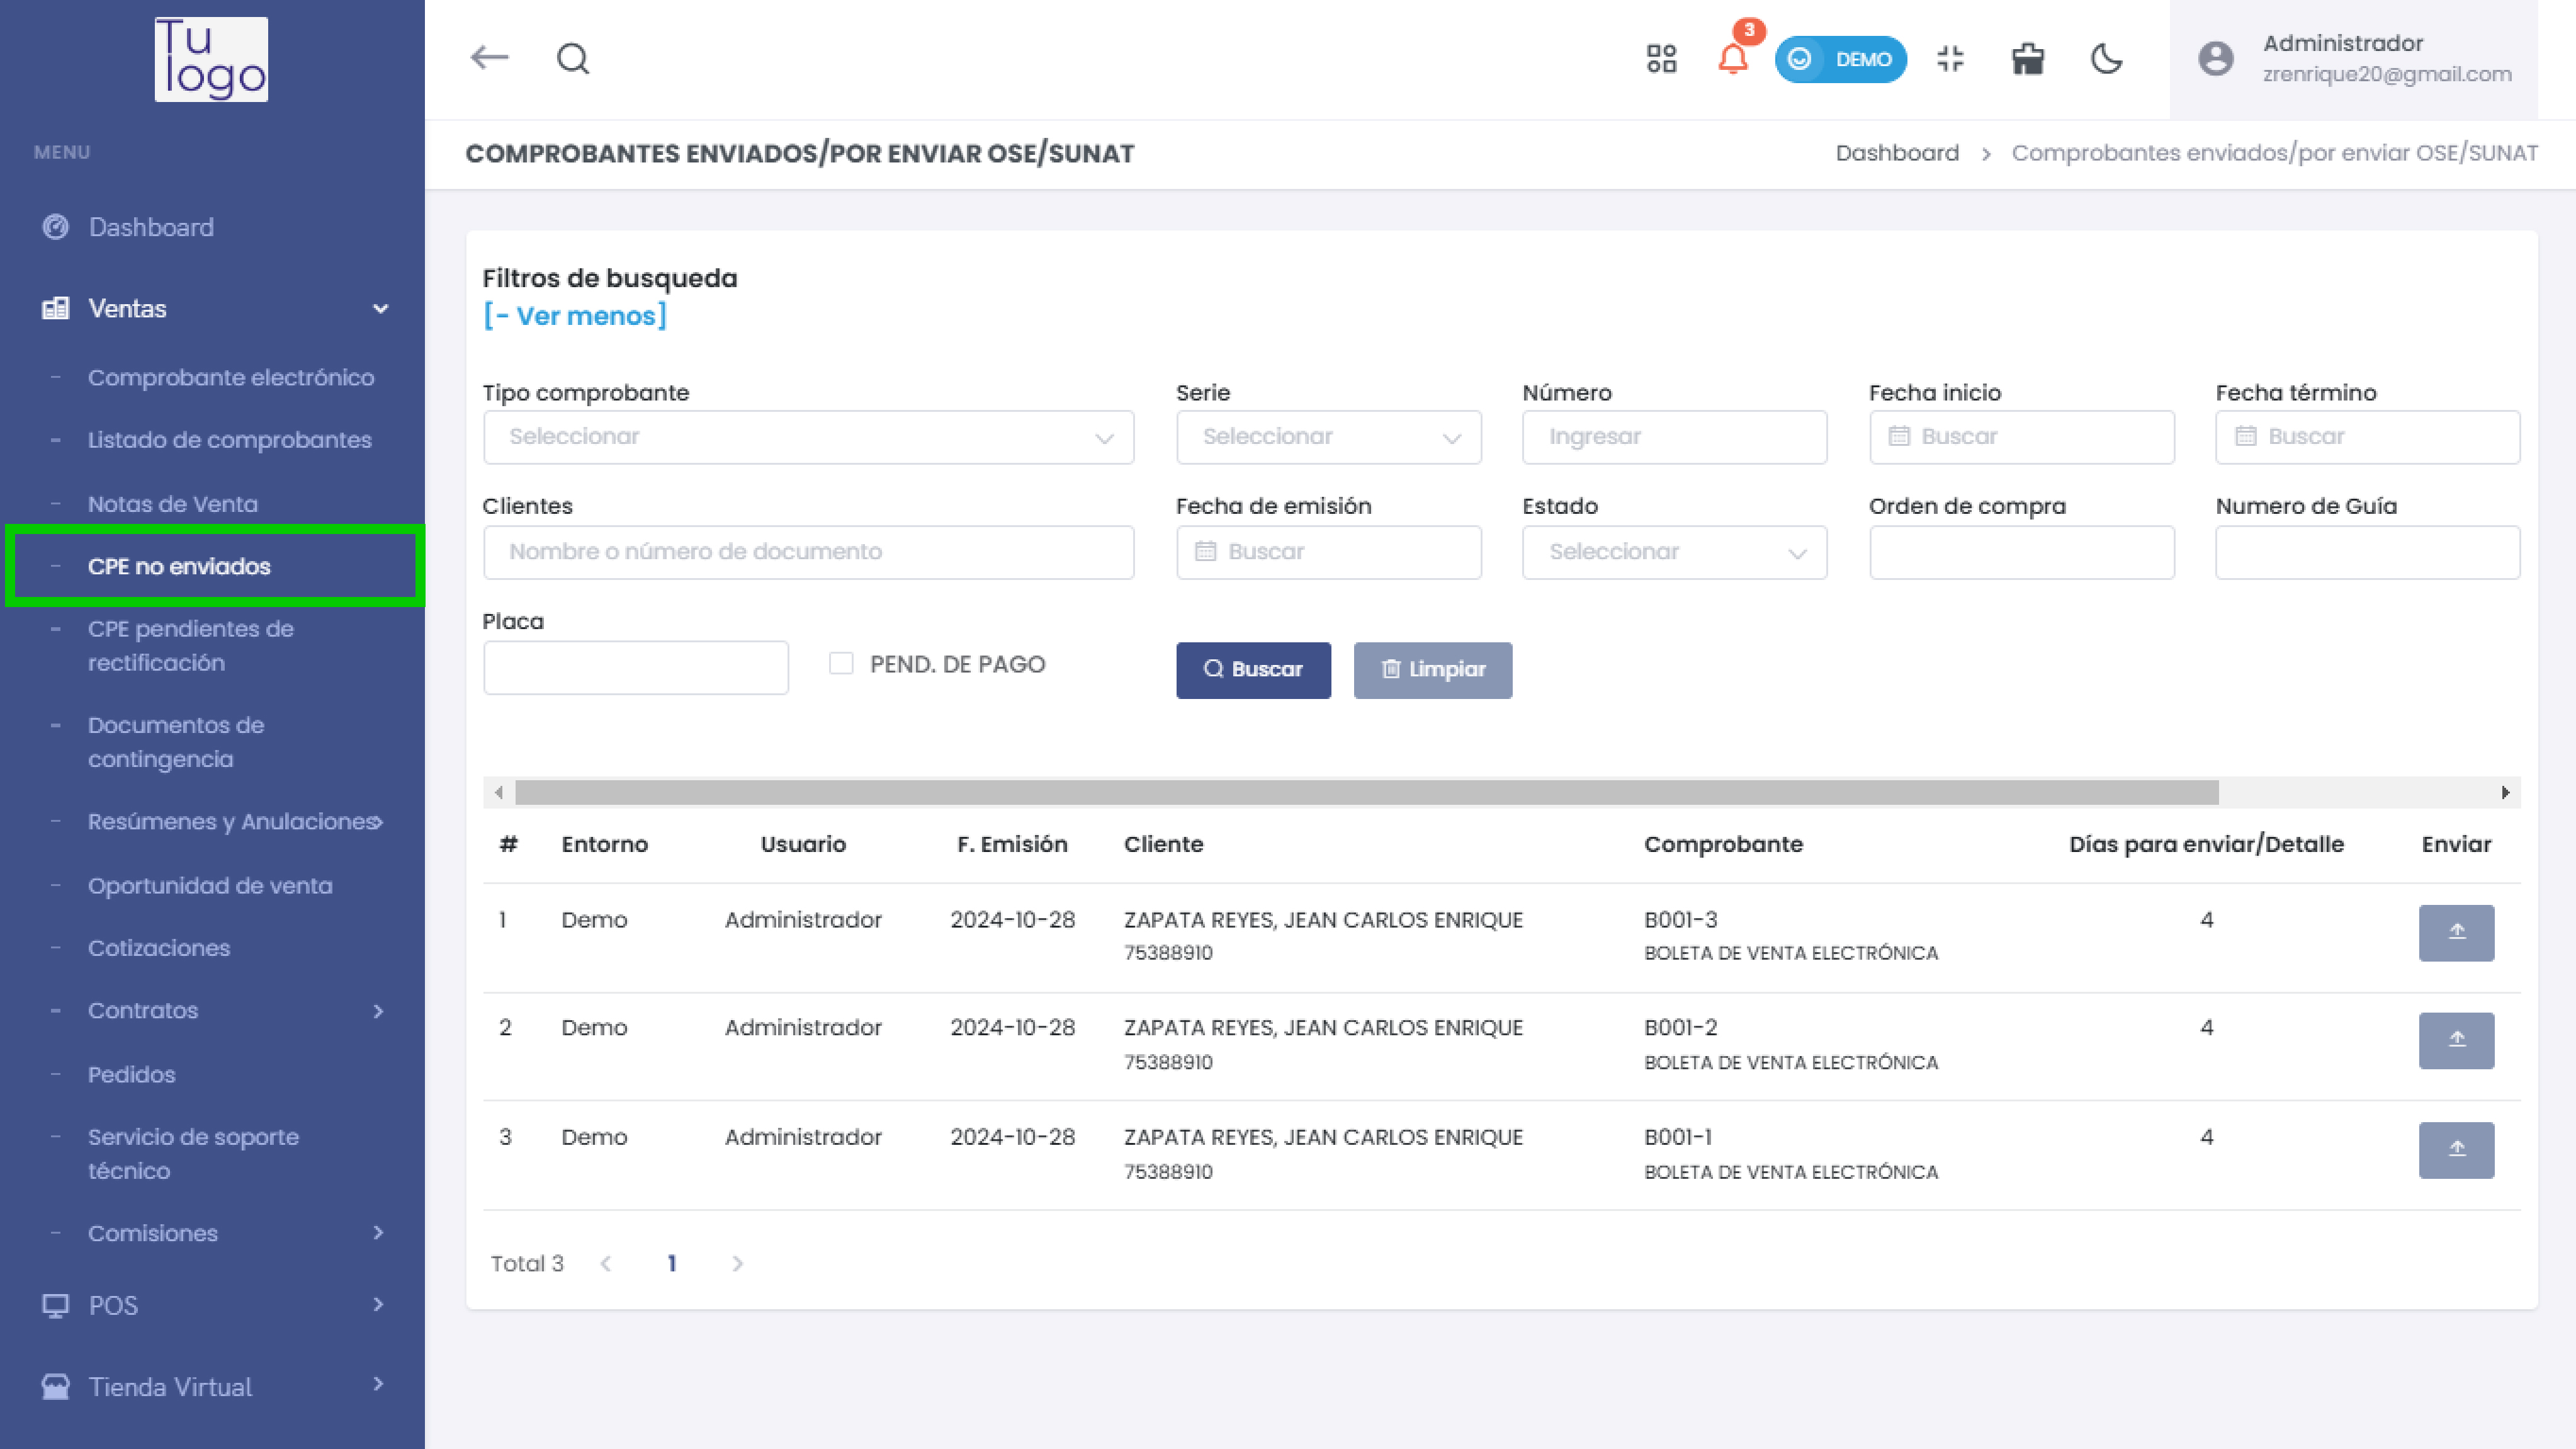 Tu
logo
MENU
Dashboard
Ventas
- Comprobante electrónico
- Listado de comprobantes
- Notas de Venta
- CPE no enviados
- CPE pendientes de
rectificación
- Documentos de
contingencia
- Resúmenes y Anulaciones
- Oportunidad de venta
- Cotizaciones
- Contratos
- Pedidos
- Servicio de soporte
técnico
- Comisiones
POS
Tienda Virtual
3
DEMO
Administrador
zrenrique20@gmail.com
COMPROBANTES ENVIADOS/POR ENVIAR OSE/SUNAT
Dashboard > Comprobantes enviados/por enviar OSE/SUNAT
Filtros de busqueda
[- Ver menos]
Tipo comprobante Serie Número Fecha inicio Fecha término
Seleccionar Seleccionar Ingresar Buscar Buscar
Clientes Fecha de emisión Estado Orden de compra Numero de Guía
Nombre o número de documento Buscar Seleccionar
Placa
PEND. DE PAGO Buscar Limpiar
# Entorno Usuario F. Emisión Cliente Comprobante Días para enviar/Detalle Enviar
1 Demo Administrador 2024-10-28 ZAPATA REYES, JEAN CARLOS ENRIQUE B001-3 4
75388910 BOLETA DE VENTA ELECTRÓNICA
2 Demo Administrador 2024-10-28 ZAPATA REYES, JEAN CARLOS ENRIQUE B001-2 4
75388910 BOLETA DE VENTA ELECTRÓNICA
3 Demo Administrador 2024-10-28 ZAPATA REYES, JEAN CARLOS ENRIQUE B001-1 4
75388910 BOLETA DE VENTA ELECTRÓNICA
Total 3 < 1 >